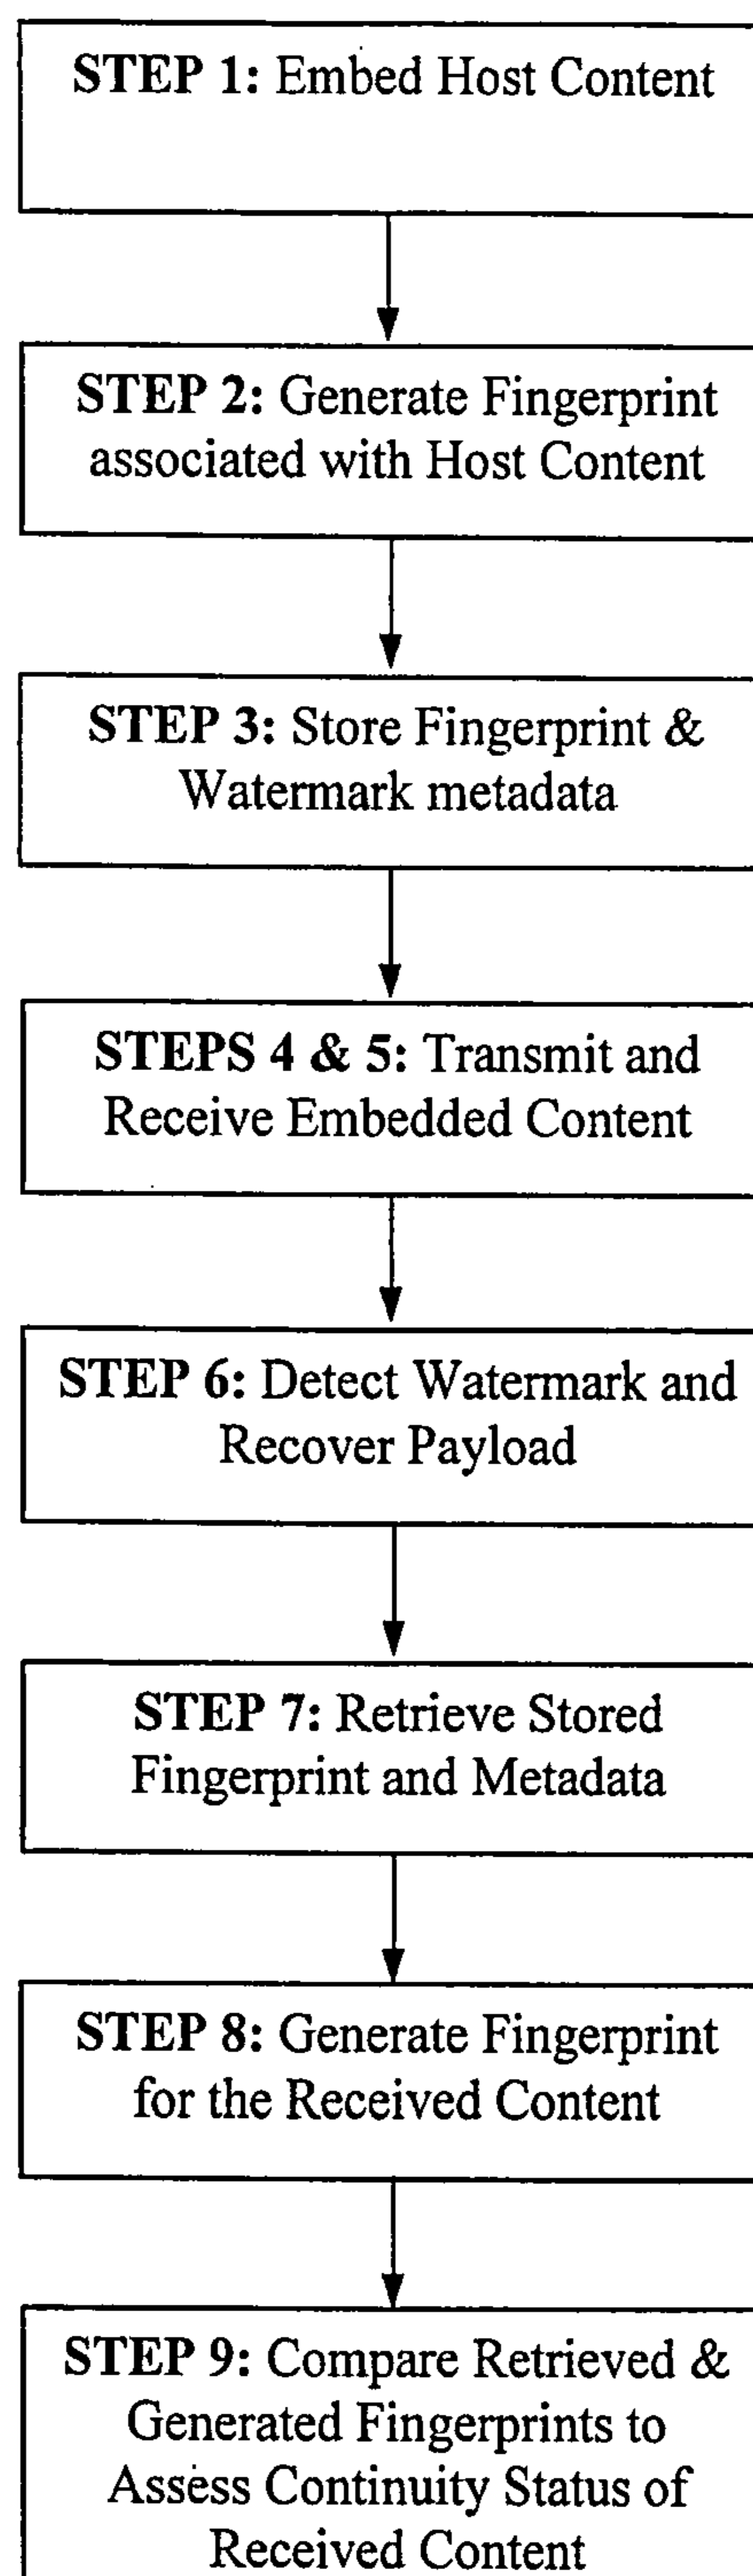 STEP 1: Embed Host Content
STEP 2: Generate Fingerprint
associated with Host Content
STEP 3: Store Fingerprint &
Watermark metadata
STEPS 4 & 5: Transmit and
Receive Embedded Content
STEP 6: Detect Watermark and
Recover Payload
STEP 7: Retrieve Stored
Fingerprint and Metadata
STEP 8: Generate Fingerprint
for the Received Content
STEP 9: Compare Retrieved &
Generated Fingerprints to
Assess Continuity Status of
Received Content